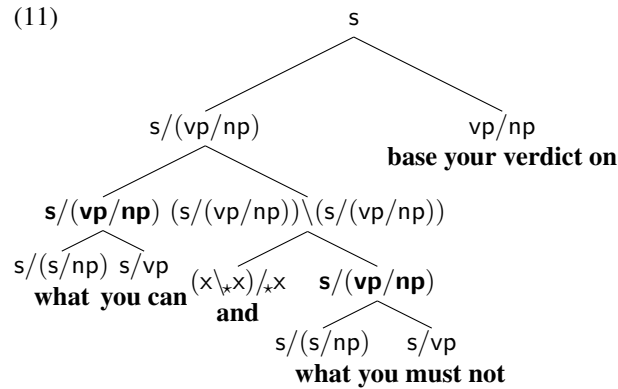 (11)
s
s/(vp/np) vp/np
base your verdict on
s/(vp/np) (s/(vp/np))\(s/(vp/np))
s/(s/np) s/vp (x\⋆x)/⋆x s/(vp/np)
what you can and
s/(s/np) s/vp
what you must not